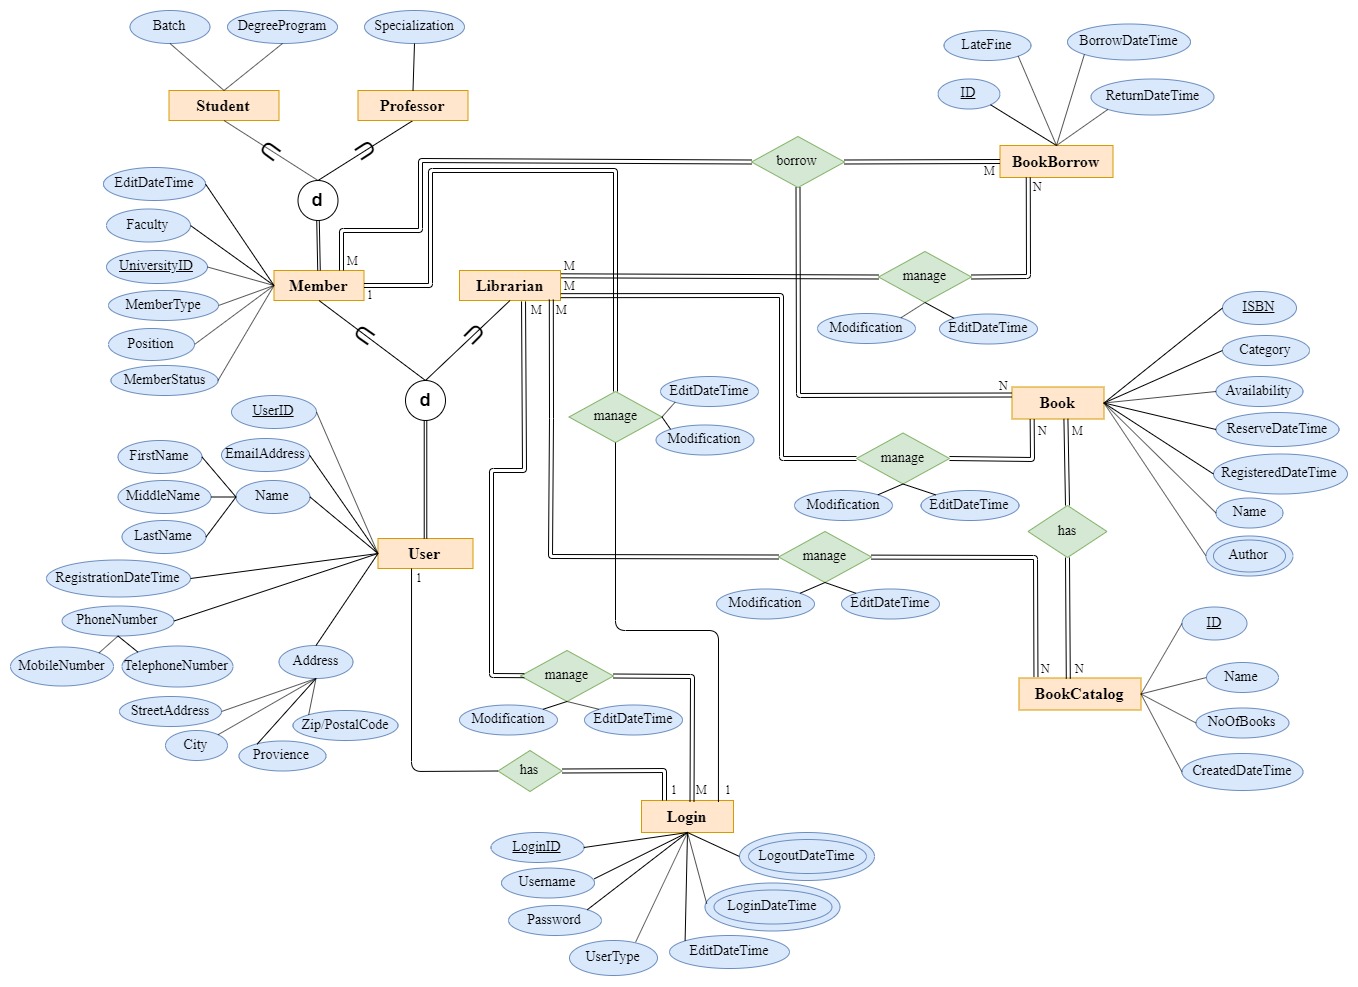 Batch
DegreeProgram
Specialization
Student
Professor
LateFine
BorrowDateTime
ID
ReturnDateTime
borrow
BookBorrow
M
N
d
EditDateTime
Faculty
UniversityID
MemberType
Position
MemberStatus
M
Member
1
Librarian
M
M
M
M
manage
Modification
EditDateTime
ISBN
Category
Availability
ReserveDateTime
RegisteredDateTime
Name
Author
N
Book
N
M
manage
EditDateTime
Modification
manage
Modification
EditDateTime
d
UserID
EmailAddress
FirstName
MiddleName
LastName
Name
User
1
RegistrationDateTime
PhoneNumber
MobileNumber
TelephoneNumber
Address
StreetAddress
City
Provience
Zip/PostalCode
has
manage
Modification
EditDateTime
N
N
BookCatalog
ID
Name
NoOfBooks
CreatedDateTime
manage
Modification
EditDateTime
has
1
M
1
Login
LoginID
Username
Password
UserType
EditDateTime
LoginDateTime
LogoutDateTime